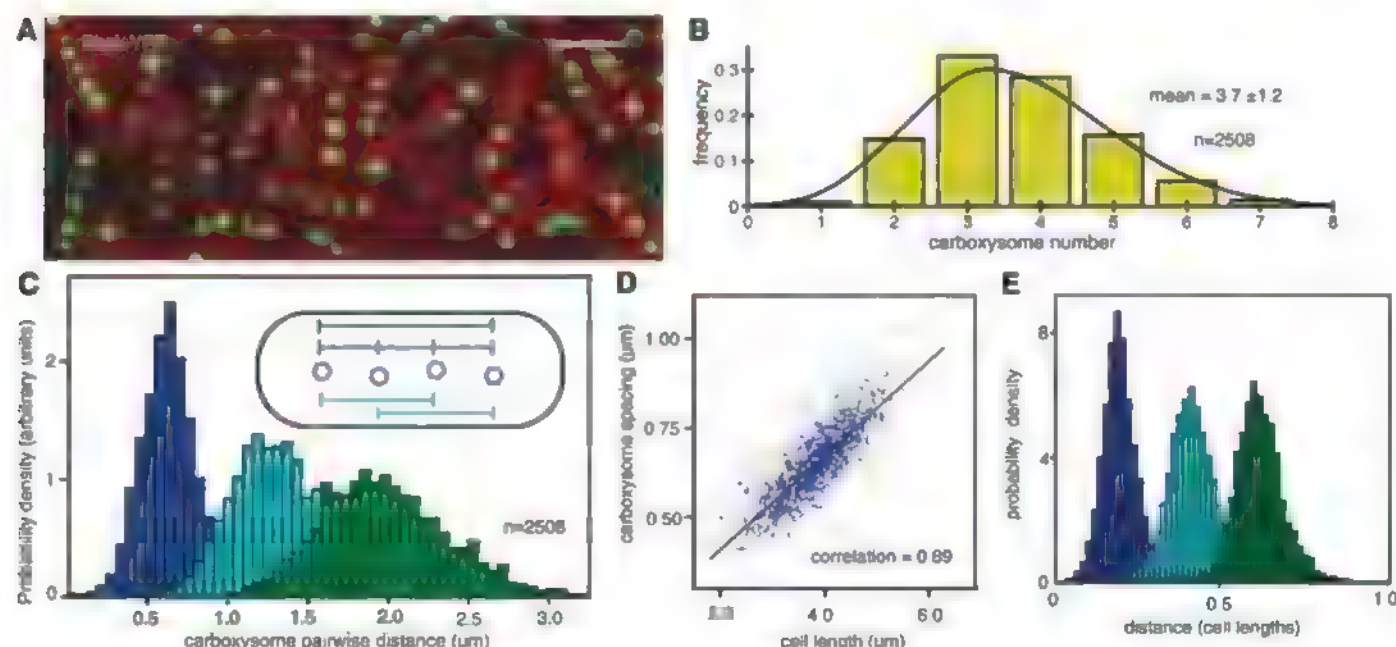 A
B
frequency
0 3
0 2
0 1
0
mean = 3 7 ±1 2
n=2508
0 1 2 3 4 5 6 7 8
carboxysome number
C
Probability density (arbitrary units)
2
1
0
n=2508
0.5 1.0 1.5 2.0 2.5 3.0
carboxysome pairwise distance (um)
D
carboxysome spacing (µm)
1 00
0 75
0 50
correlation = 0 89
4 0 6 0
cell length (µm)
E
probability density
8
4
0
0 0 5 1 0
distance (cell lengths)